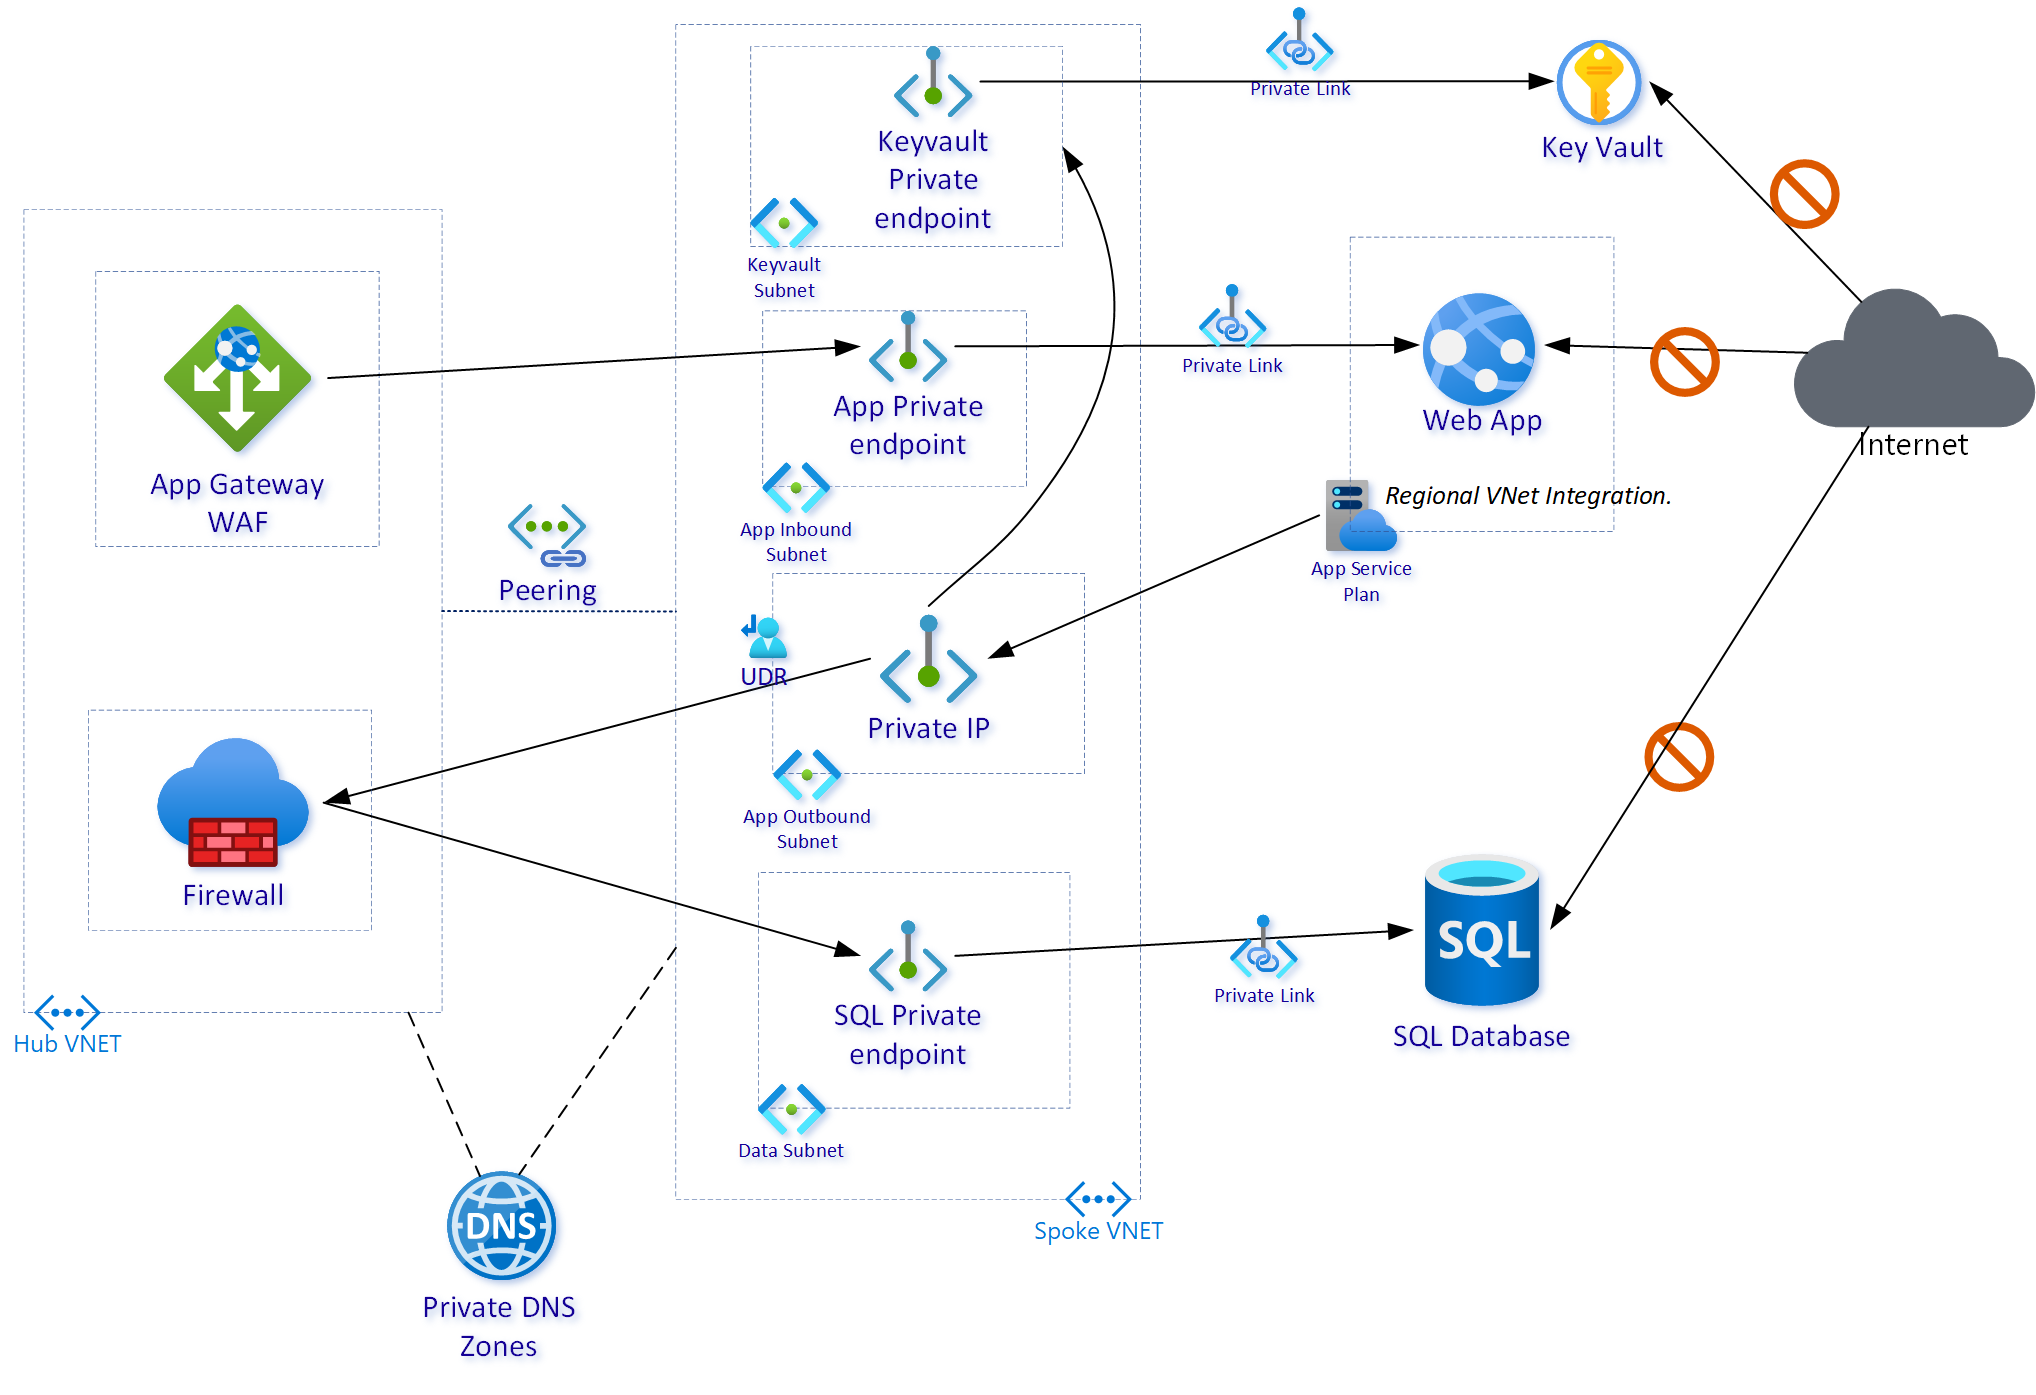 Private Link
Key Vault
Keyvault
Private
endpoint
Keyvault
Subnet
App Gateway
WAF
App Private
endpoint
App Inbound
Subnet
Private Link
Web App
Internet
Regional VNet Integration.
App Service
Plan
Peering
UDR
Private IP
App Outbound
Subnet
Firewall
Hub VNET
SQL Private
endpoint
Data Subnet
Private Link
SQL
SQL Database
Spoke VNET
DNS
Private DNS
Zones